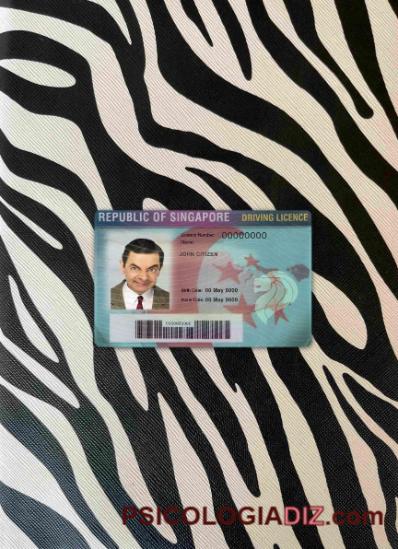 REPUBLIC OF SINGAPORE DRIVING LICENCE
Licence Number: 00000000
Name:
JOHN CITIZEN
Birth Date: 00 May 0000
Issue Date: 00 May 0000
PSICOLOGIADIZ.com